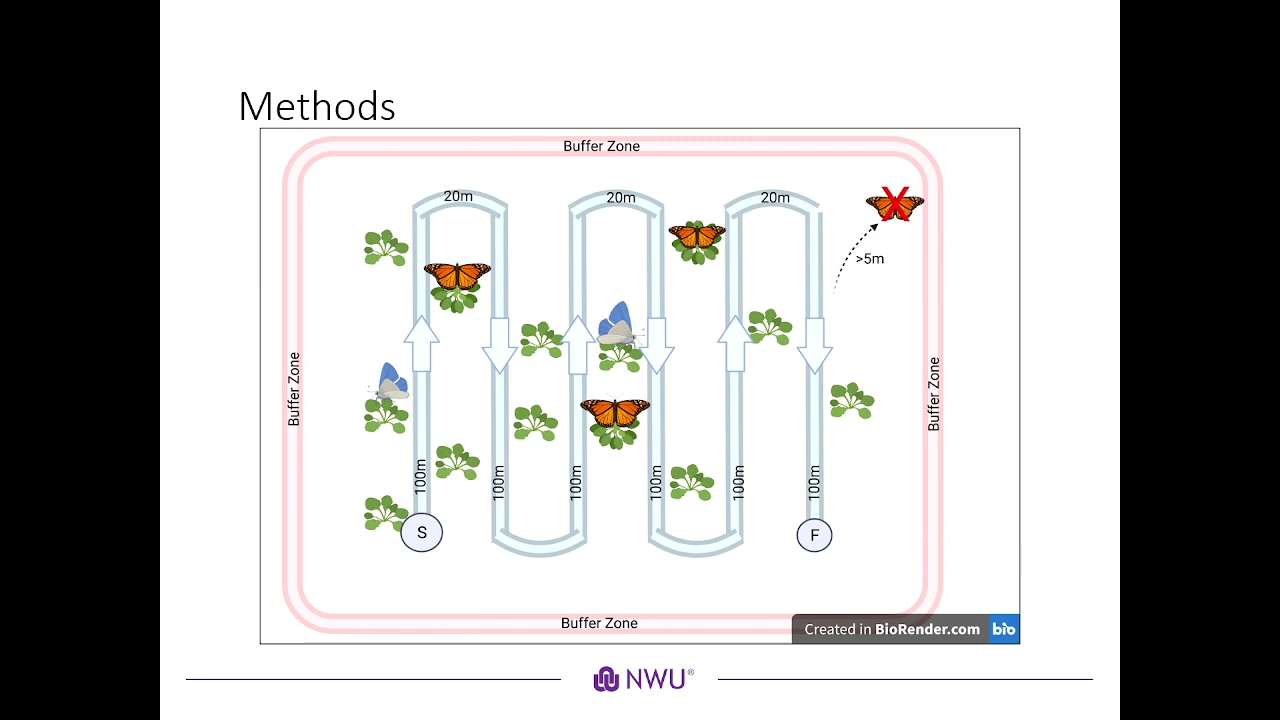 Methods
Buffer Zone
20m
20m
20m
>5m
Buffer Zone
Buffer Zone
100m
100m
100m
100m
100m
100m
S
F
Buffer Zone
Created in BioRender.com bio
NWU®